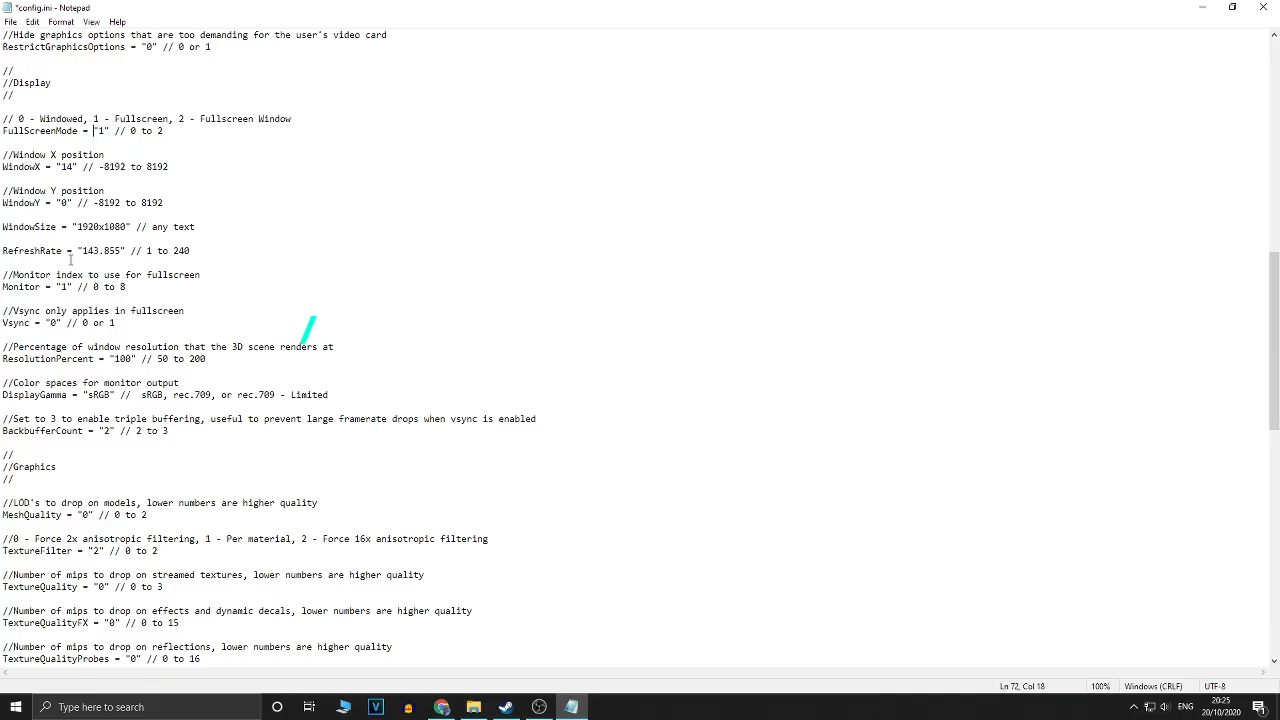 *config.ini - Notepad
File Edit Format View Help
//Hide graphics options that are too demanding for the user's video card
RestrictGraphicsOptions = "0" // 0 or 1
//
//Display
//
// 0 - Windowed, 1 - Fullscreen, 2 - Fullscreen Window
FullScreenMode = "1" // 0 to 2
//Window X position
WindowX = "14" // -8192 to 8192
//Window Y position
WindowY = "0" // -8192 to 8192
WindowSize = "1920x1080" // any text
RefreshRate = "143.855" // 1 to 240
//Monitor index to use for fullscreen
Monitor = "1" // 0 to 8
//Vsync only applies in fullscreen
Vsync = "0" // 0 or 1
//Percentage of window resolution that the 3D scene renders at
ResolutionPercent = "100" // 50 to 200
//Color spaces for monitor output
DisplayGamma = "sRGB" //  sRGB, rec.709, or rec.709 - Limited
//Set to 3 to enable triple buffering, useful to prevent large framerate drops when vsync is enabled
BackbufferCount = "2" // 2 to 3
//
//Graphics
//
//LOD's to drop on models, lower numbers are higher quality
MeshQuality = "0" // 0 to 2
//0 - Force 2x anisotropic filtering, 1 - Per material, 2 - Force 16x anisotropic filtering
TextureFilter = "2" // 0 to 2
//Number of mips to drop on streamed textures, lower numbers are higher quality
TextureQuality = "0" // 0 to 3
//Number of mips to drop on effects and dynamic decals, lower numbers are higher quality
TextureQualityFX = "0" // 0 to 15
//Number of mips to drop on reflections, lower numbers are higher quality
TextureQualityProbes = "0" // 0 to 16
Ln 72, Col 18 100% Windows (CRLF) UTF-8
Type here to search
V
ENG
20:25
20/10/2020
1